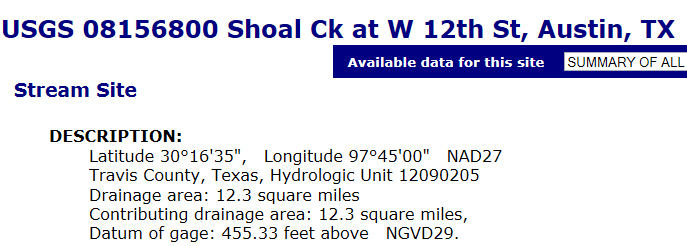 USGS 08156800 Shoal Ck at W 12th St, Austin, TX
Available data for this site SUMMARY OF ALL
Stream Site
DESCRIPTION:
Latitude 30°16'35", Longitude 97°45'00" NAD27
Travis County, Texas, Hydrologic Unit 12090205
Drainage area: 12.3 square miles
Contributing drainage area: 12.3 square miles,
Datum of gage: 455.33 feet above NGVD29.